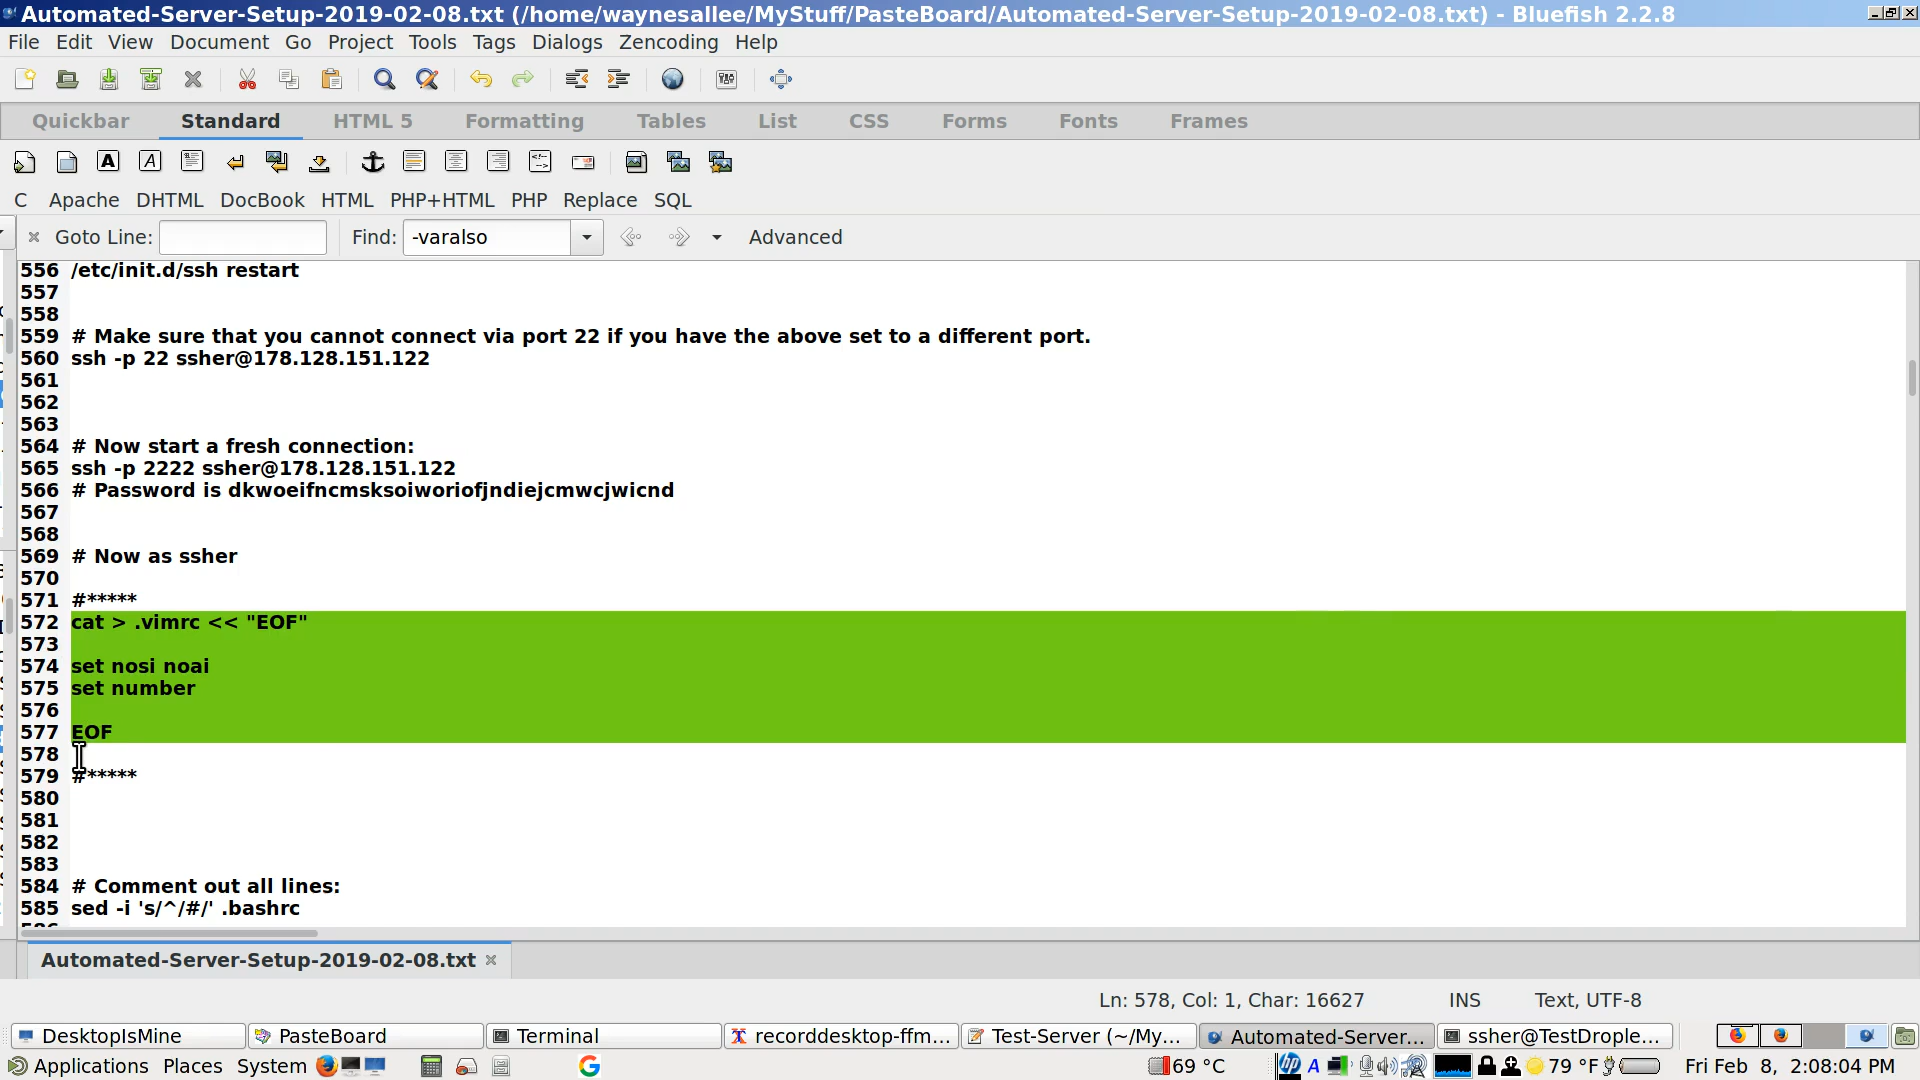 Automated-Server-Setup-2019-02-08.txt (/home/waynesallee/MyStuff/PasteBoard/Automated-Server-Setup-2019-02-08.txt) - Bluefish 2.2.8
File Edit View Document Go Project Tools Tags Dialogs Zencoding Help
Quickbar Standard HTML 5 Formatting Tables List CSS Forms Fonts Frames
C Apache DHTML DocBook HTML PHP+HTML PHP Replace SQL
Goto Line: Find: -varalso Advanced
556 /etc/init.d/ssh restart
557
558
559 # Make sure that you cannot connect via port 22 if you have the above set to a different port.
560 ssh -p 22 ssher@178.128.151.122
561
562
563
564 # Now start a fresh connection:
565 ssh -p 2222 ssher@178.128.151.122
566 # Password is dkwoeifncmsksoiworiofjndiejcmwcjwicnd
567
568
569 # Now as ssher
570
571 #*****
572 cat > .vimrc << "EOF"
573
574 set nosi noai
575 set number
576
577 EOF
578
579 #*****
580
581
582
583
584 # Comment out all lines:
585 sed -i 's/^/#/' .bashrc
Automated-Server-Setup-2019-02-08.txt
Ln: 578, Col: 1, Char: 16627 INS Text, UTF-8
DesktopIsMine PasteBoard Terminal recorddesktop-ffm... Test-Server (~/My... Automated-Server... ssher@TestDrople...
Applications Places System 69 °C 79 °F Fri Feb 8, 2:08:04 PM